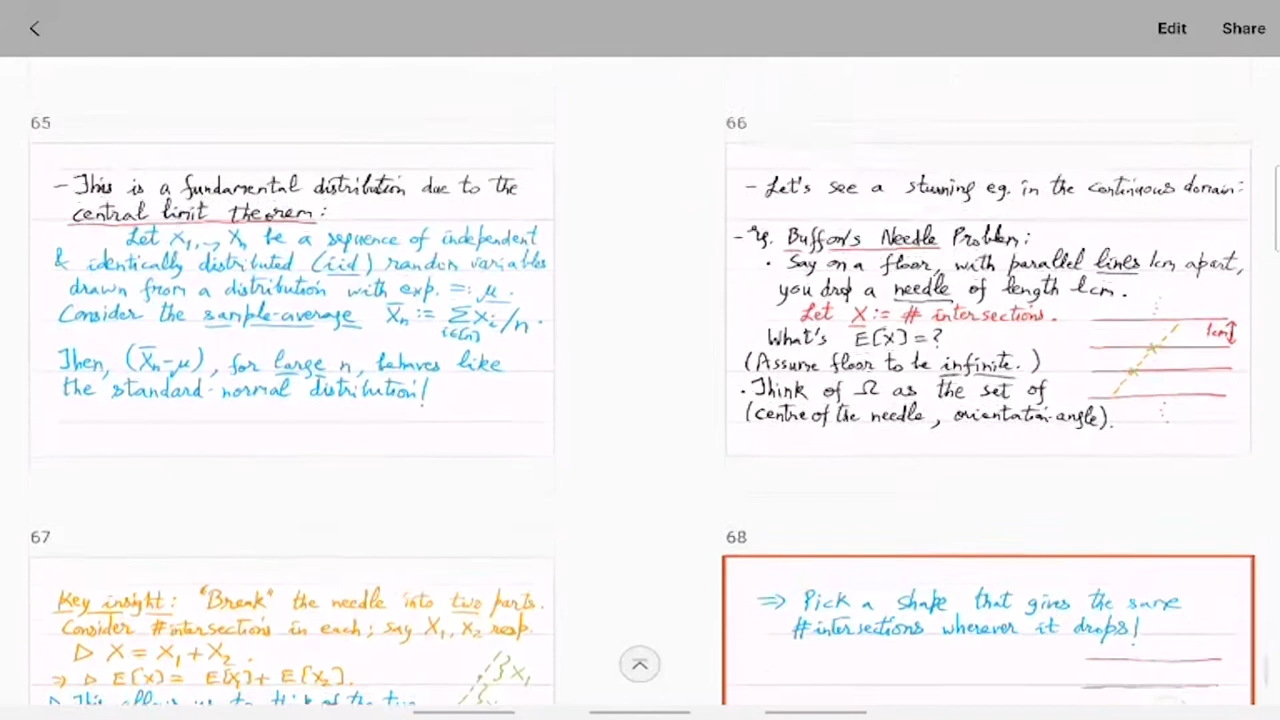 Edit Share
65
- This is a fundamental distribution due to the
central limit theorem:
Let X₁,.., Xₙ be a sequence of independent
& identically distributed (iid) random variables
drawn from a distribution with exp. =: μ.
Consider the sample-average X̄ₙ := Σ Xᵢ/n.
i∈[n]
Then, (X̄ₙ-μ), for large n, behaves like
the standard-normal distribution!
66
- Let's see a stunning eg. in the continuous domain:
- Eg. Buffon's Needle Problem:
· Say on a floor, with parallel lines 1cm apart,
you drop a needle of length lcm.
Let X := # intersections.
What's E[X]=?
1cm
(Assume floor to be infinite.)
· Think of Ω as the set of
(centre of the needle, orientation-angle).
67
Key insight: "Break" the needle into two parts.
Consider #intersections in each; say X₁, X₂ resp.
▷ X = X₁ + X₂.
⇒ ▷ E[X] = E[X₁] + E[X₂].
X₁
68
⇒ Pick a shape that gives the same
#intersections wherever it drops!